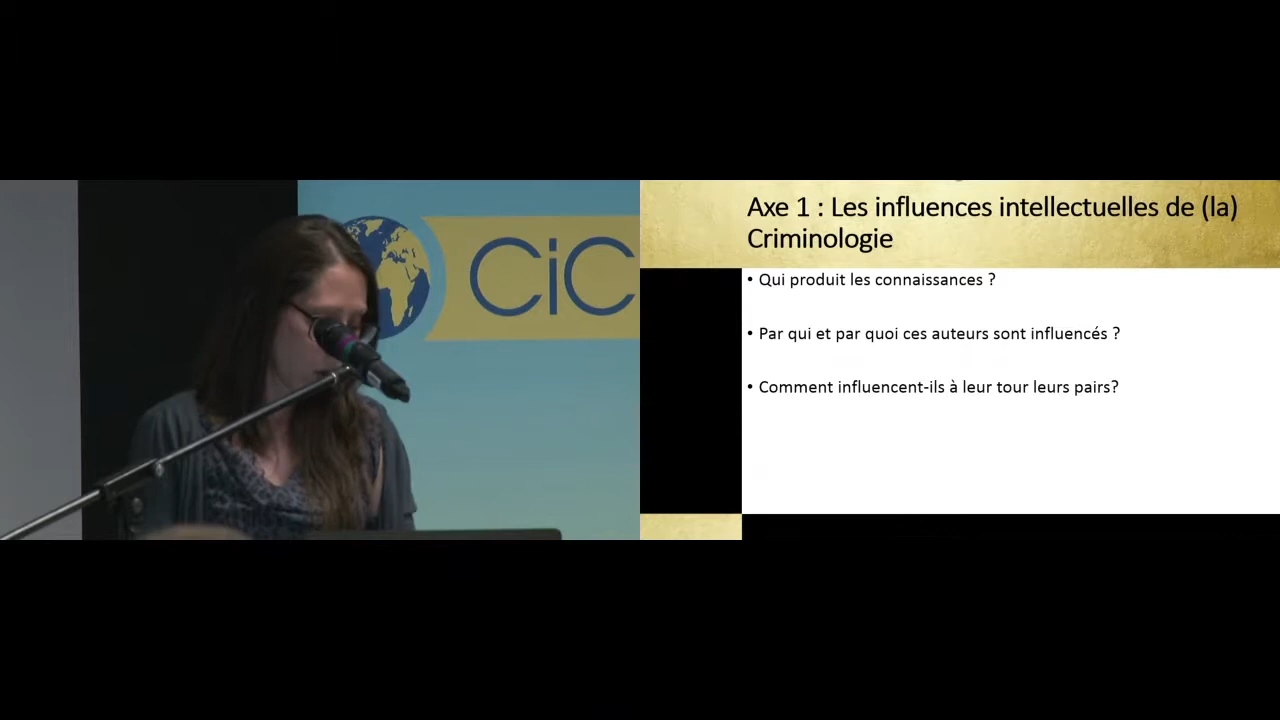 CiC
Axe 1 : Les influences intellectuelles de (la)
Criminologie
• Qui produit les connaissances ?
• Par qui et par quoi ces auteurs sont influencés ?
• Comment influencent-ils à leur tour leurs pairs?